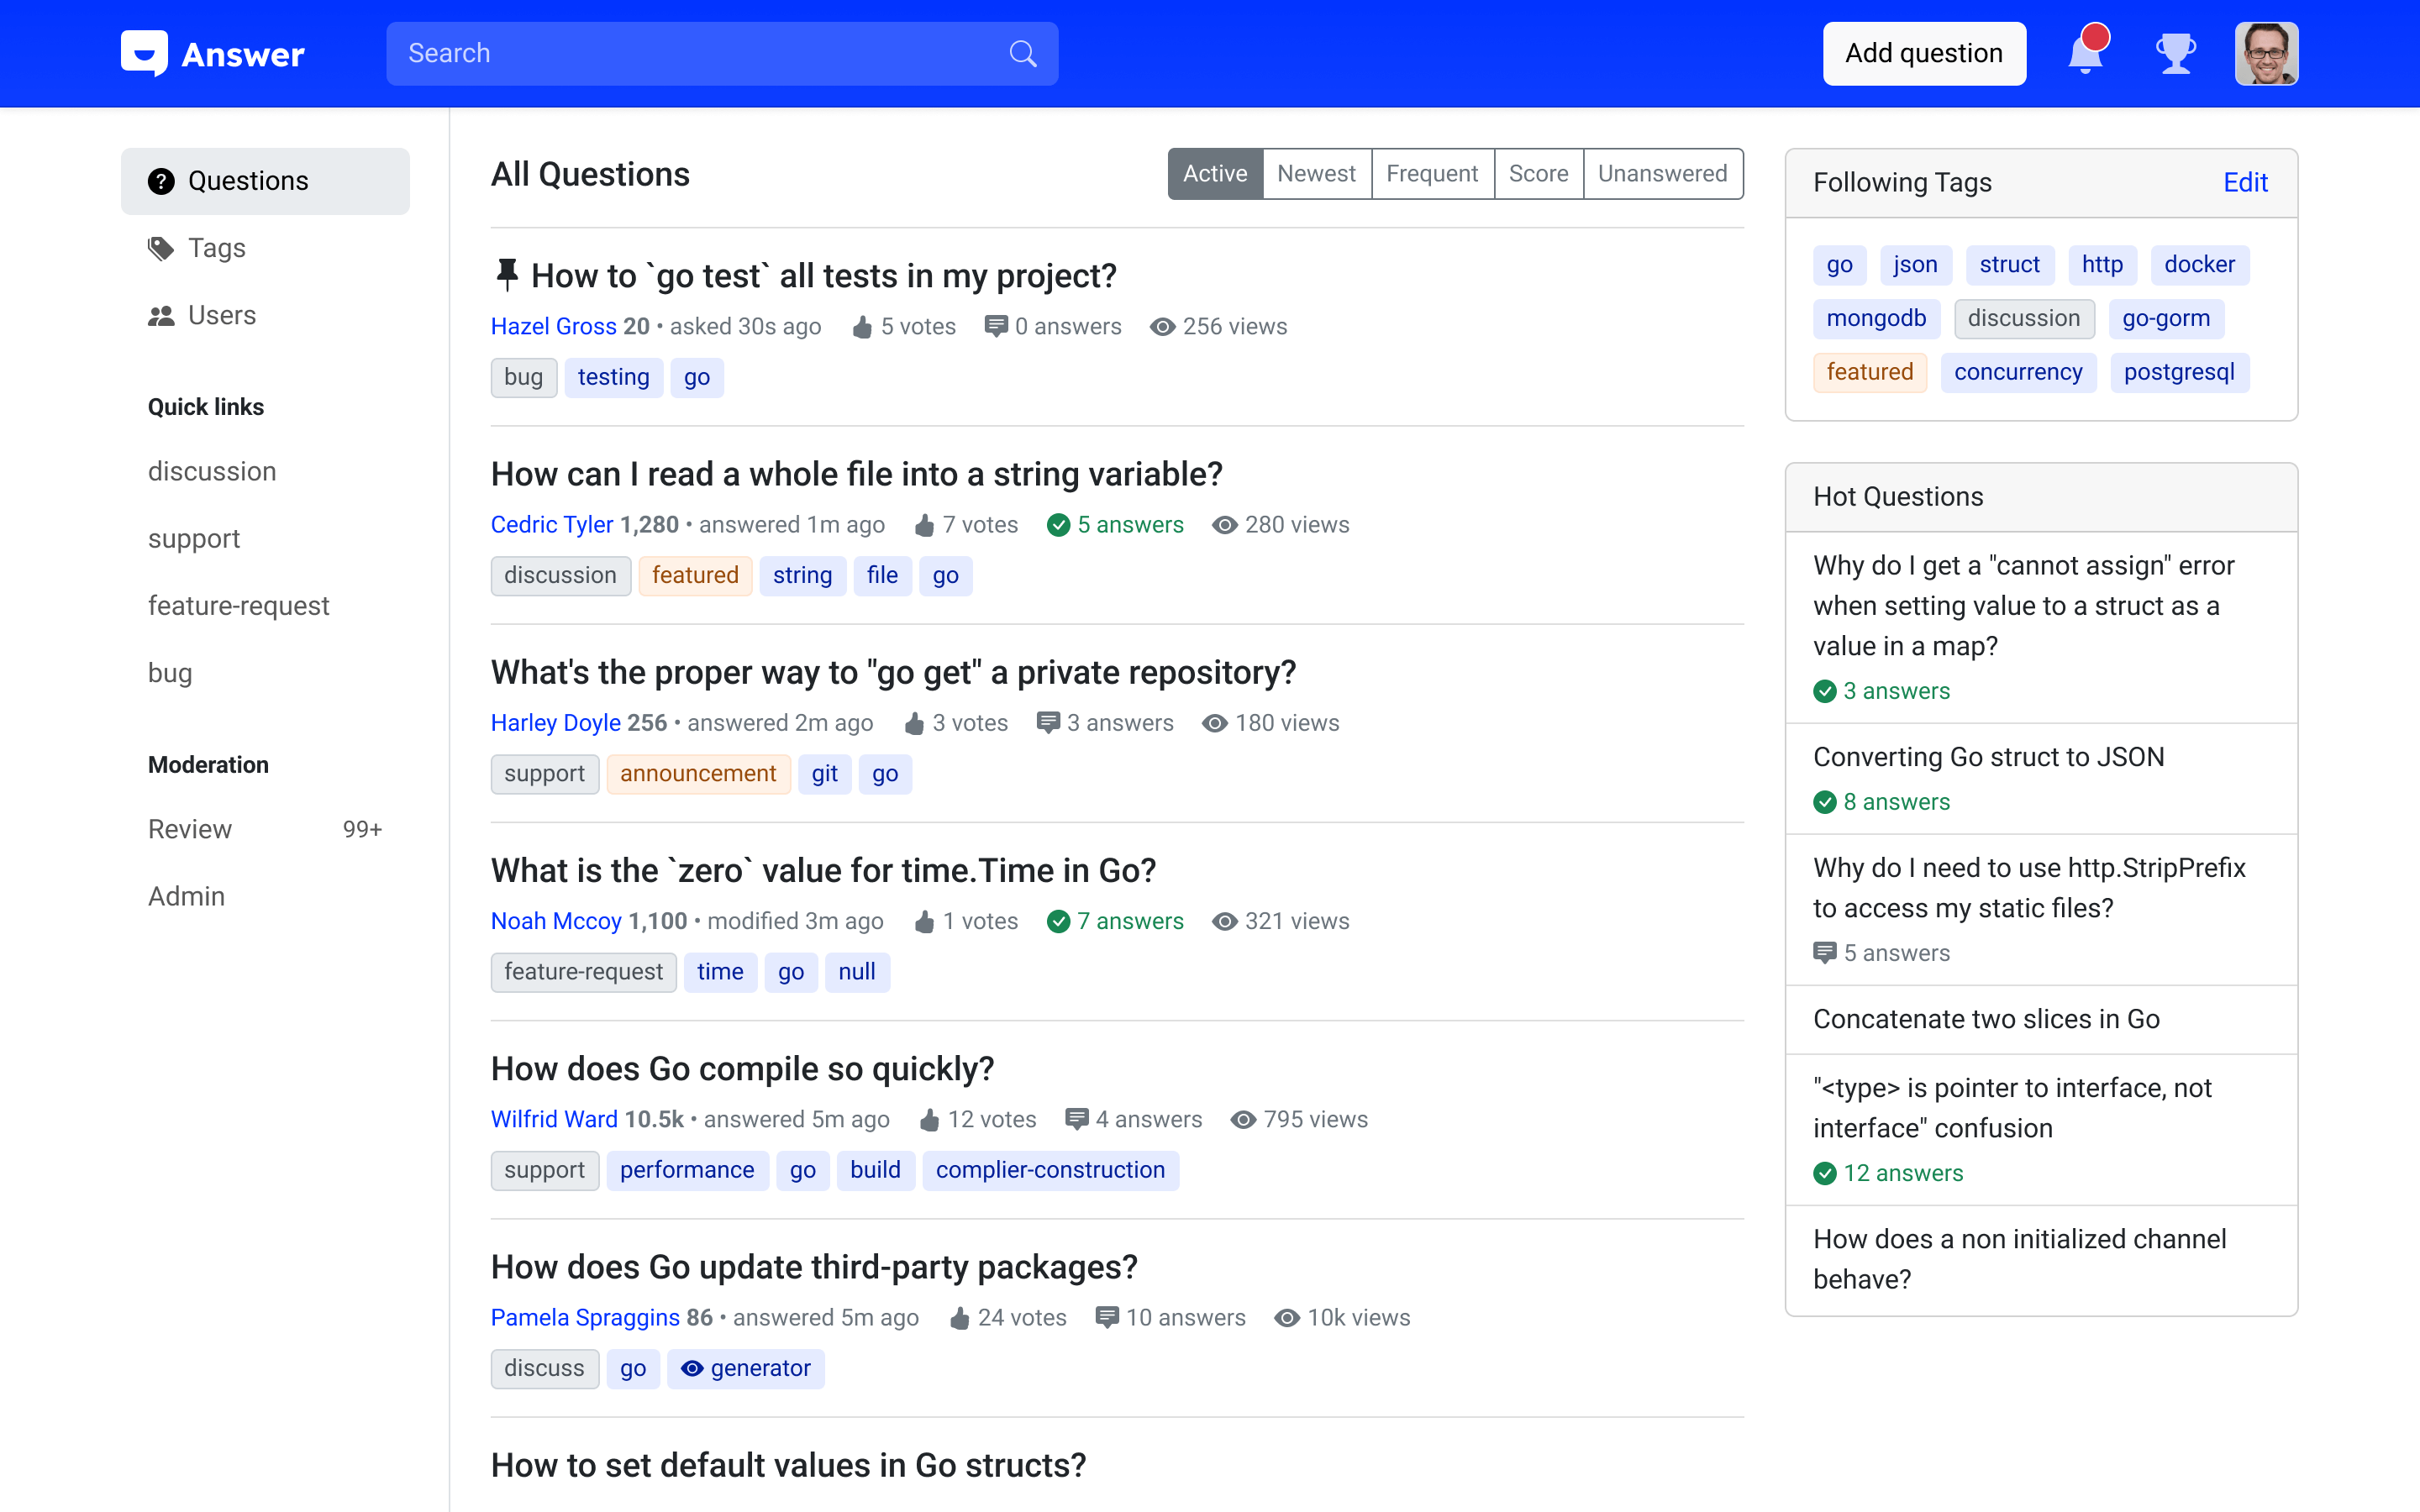 Answer
Search
Add question
Questions
Tags
Users
Quick links
discussion
support
feature-request
bug
Moderation
Review 99+
Admin
All Questions
Active Newest Frequent Score Unanswered
How to `go test` all tests in my project?
Hazel Gross 20 • asked 30s ago 5 votes 0 answers 256 views
bug testing go
How can I read a whole file into a string variable?
Cedric Tyler 1,280 • answered 1m ago 7 votes 5 answers 280 views
discussion featured string file go
What's the proper way to "go get" a private repository?
Harley Doyle 256 • answered 2m ago 3 votes 3 answers 180 views
support announcement git go
What is the `zero` value for time.Time in Go?
Noah Mccoy 1,100 • modified 3m ago 1 votes 7 answers 321 views
feature-request time go null
How does Go compile so quickly?
Wilfrid Ward 10.5k • answered 5m ago 12 votes 4 answers 795 views
support performance go build complier-construction
How does Go update third-party packages?
Pamela Spraggins 86 • answered 5m ago 24 votes 10 answers 10k views
discuss go generator
How to set default values in Go structs?
Following Tags Edit
go json struct http docker
mongodb discussion go-gorm
featured concurrency postgresql
Hot Questions
Why do I get a "cannot assign" error
when setting value to a struct as a
value in a map?
3 answers
Converting Go struct to JSON
8 answers
Why do I need to use http.StripPrefix
to access my static files?
5 answers
Concatenate two slices in Go
"<type> is pointer to interface, not
interface" confusion
12 answers
How does a non initialized channel
behave?